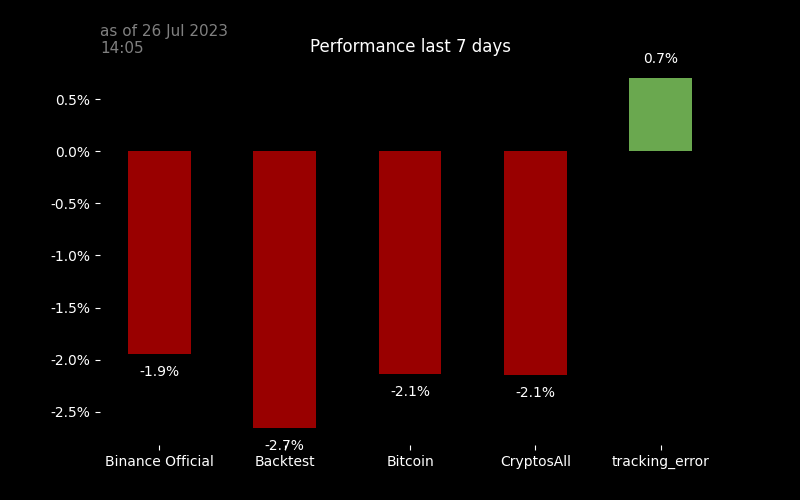 as of 26 Jul 2023
14:05
Performance last 7 days
0.7%
0.5%
0.0%
-0.5%
-1.0%
-1.5%
-2.0%
-2.5%
-1.9%
-2.7%
-2.1%
-2.1%
Binance Official
Backtest
Bitcoin
CryptosAll
tracking_error